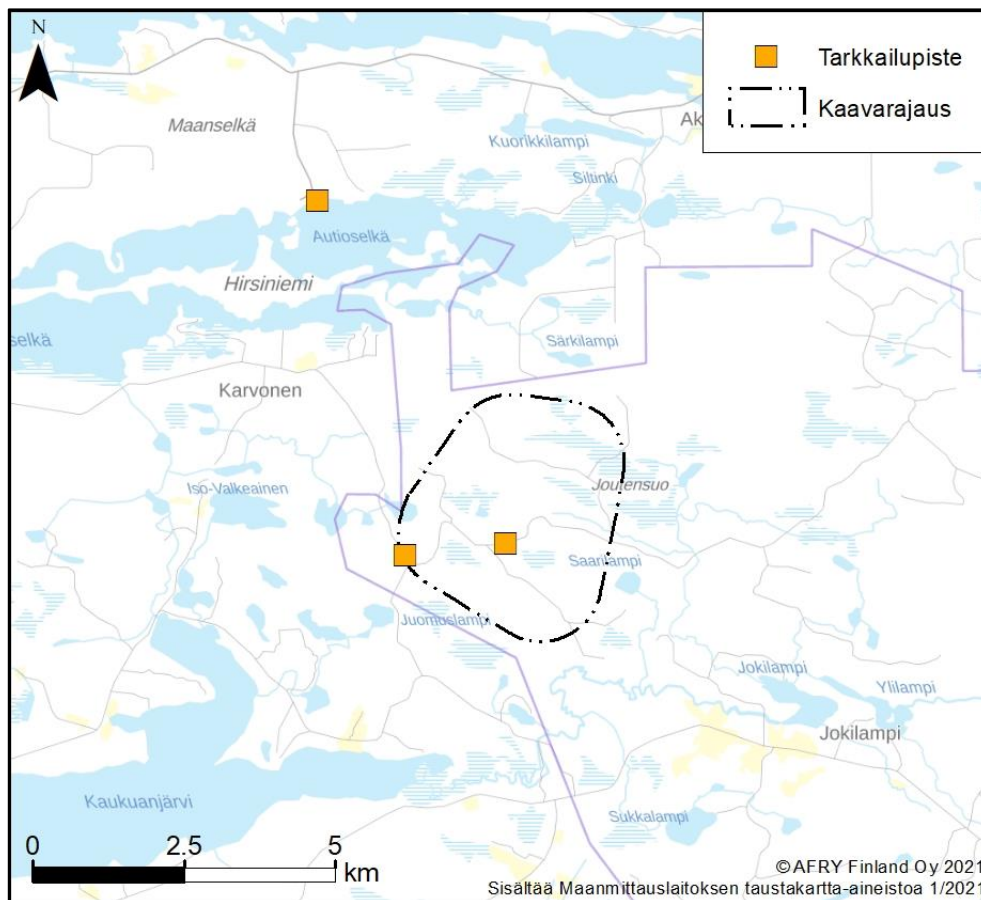 N
Tarkkailupiste
Kaavarajaus
Maanselkä
Ak
Kuorikkilampi
Siltinki
Autioselkä
Hirsiniemi
selkä
Särkilampi
Karvonen
Iso-Valkeainen
Joutensuo
Saarilampi
Juomuslampi
Jokilampi
Ylilampi
Jokilampi
Kaukuanjärvi
Sukkalampi
0 2.5 5
km
©AFRY Finland Oy 2021
Sisältää Maanmittauslaitoksen taustakartta-aineistoa 1/2021